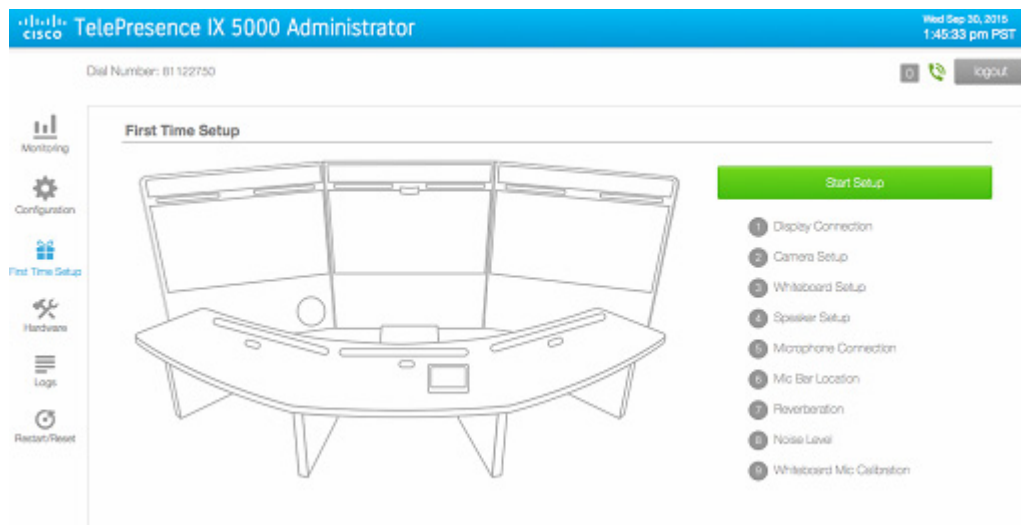 cisco TelePresence IX 5000 Administrator
Wed Sep 30, 2015
1:45:33 pm PST
Dial Number: 81122750
0
logout
Monitoring
Configuration
First Time Setup
Hardware
Logs
Restart/Reset
First Time Setup
Start Setup
1 Display Connection
2 Camera Setup
3 Whiteboard Setup
4 Speaker Setup
5 Microphone Connection
6 Mic Bar Location
7 Reverberation
8 Noise Level
9 Whiteboard Mic Calibration